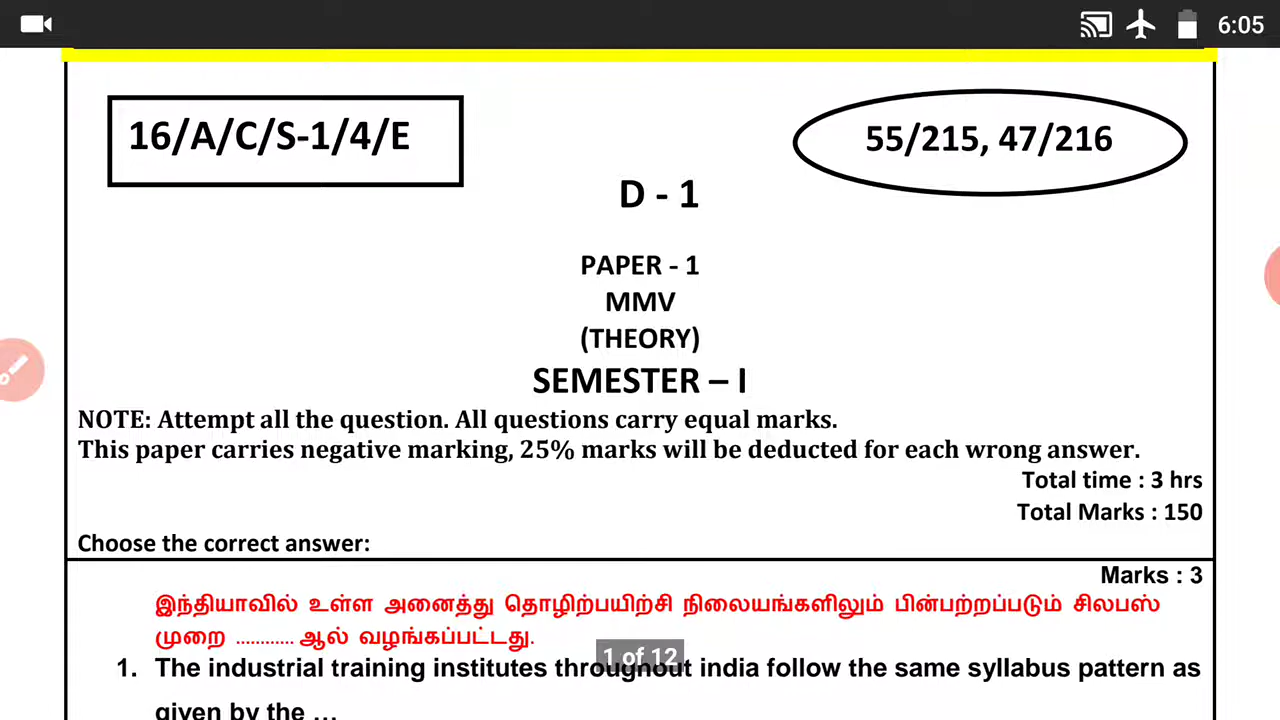 6:05
16/A/C/S-1/4/E
55/215, 47/216
D - 1
PAPER - 1
MMV
(THEORY)
SEMESTER – I
NOTE: Attempt all the question. All questions carry equal marks.
This paper carries negative marking, 25% marks will be deducted for each wrong answer.
Total time : 3 hrs
Total Marks : 150
Choose the correct answer:
Marks : 3
இந்தியாவில் உள்ள அனைத்து தொழிற்பயிற்சி நிலையங்களிலும் பின்பற்றப்படும் சிலபஸ்
முறை ............ ஆல் வழங்கப்பட்டது.
1 of 12
1. The industrial training institutes throughout india follow the same syllabus pattern as
given by the ...